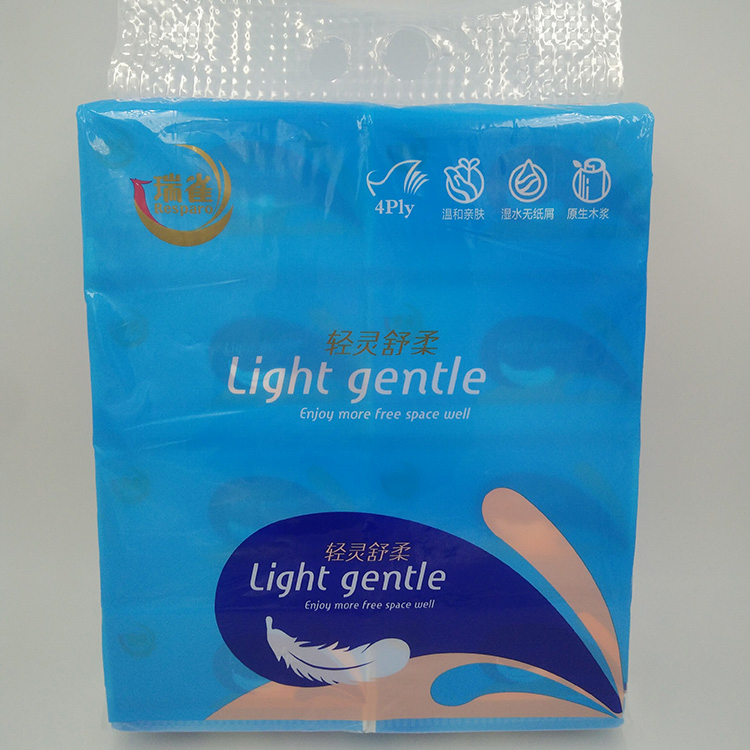 瑞雀
4Ply
温和亲肤
湿水无纸屑
原生木浆
轻灵舒柔
Light gentle
Enjoy more free space well
轻灵舒柔
Light gentle
Enjoy more free space well